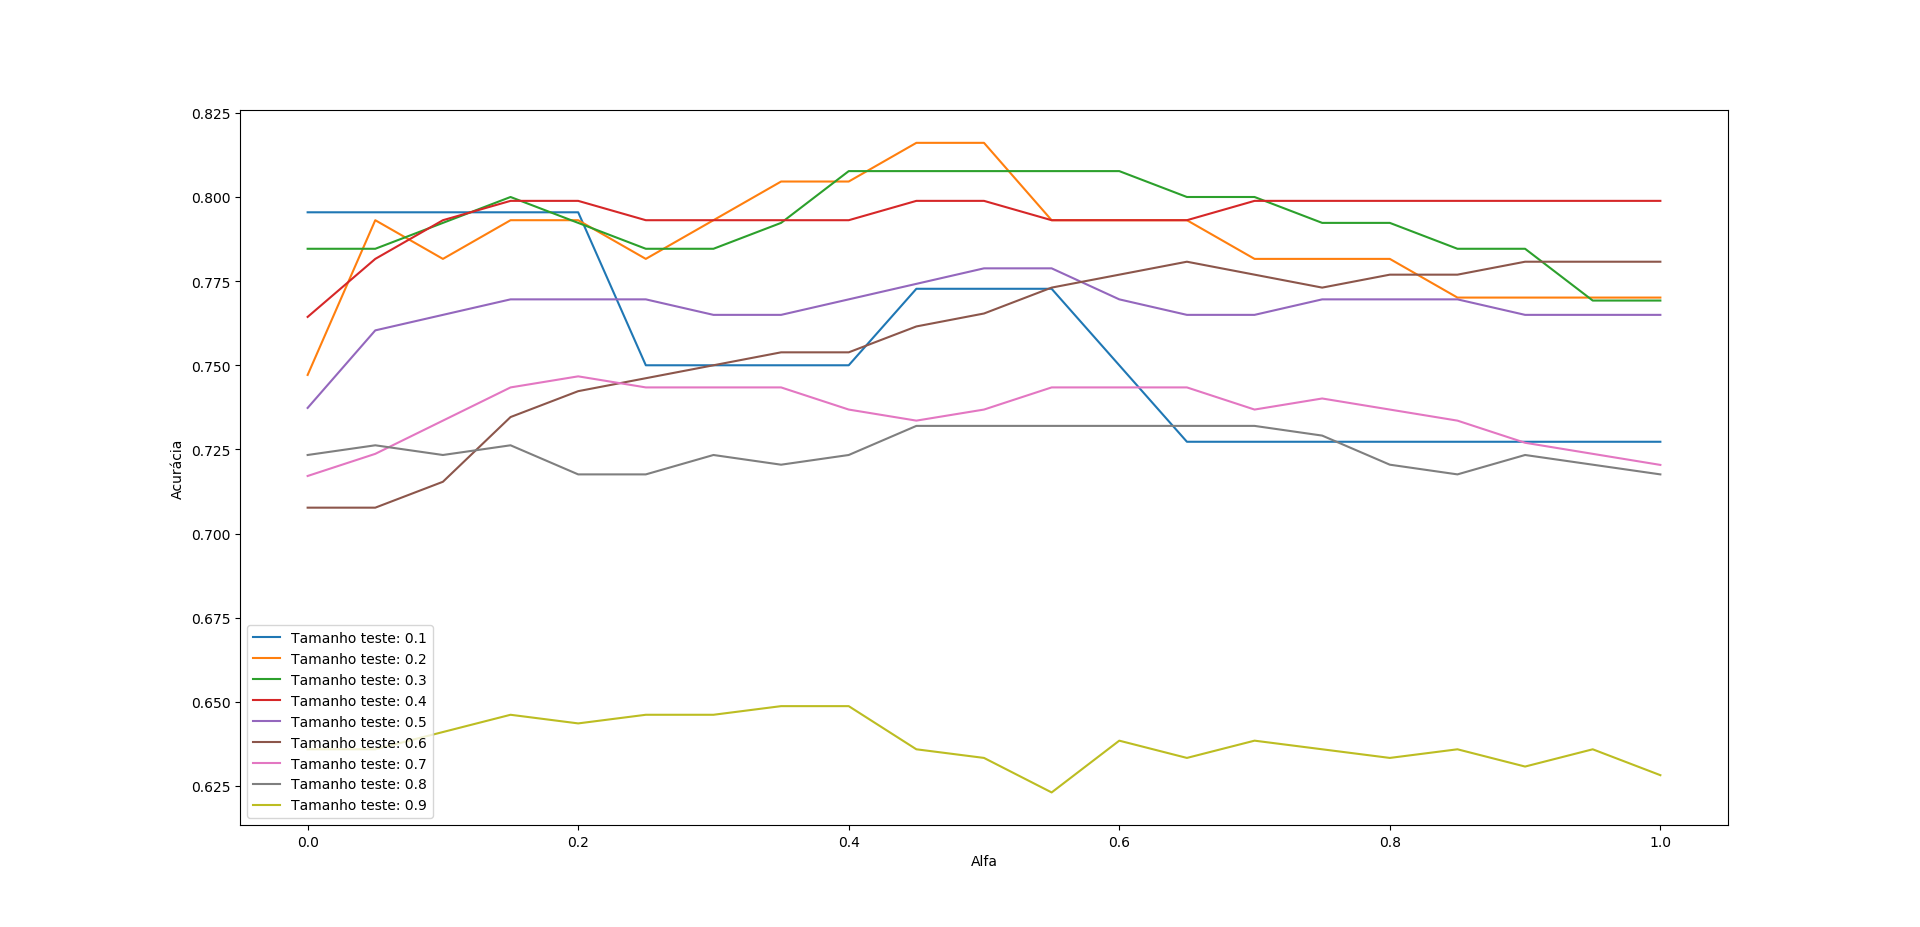 0.825
0.800
0.775
0.750
0.725
0.700
0.675
0.650
0.625
Acurácia
Tamanho teste: 0.1
Tamanho teste: 0.2
Tamanho teste: 0.3
Tamanho teste: 0.4
Tamanho teste: 0.5
Tamanho teste: 0.6
Tamanho teste: 0.7
Tamanho teste: 0.8
Tamanho teste: 0.9
0.0 0.2 0.4 0.6 0.8 1.0
Alfa